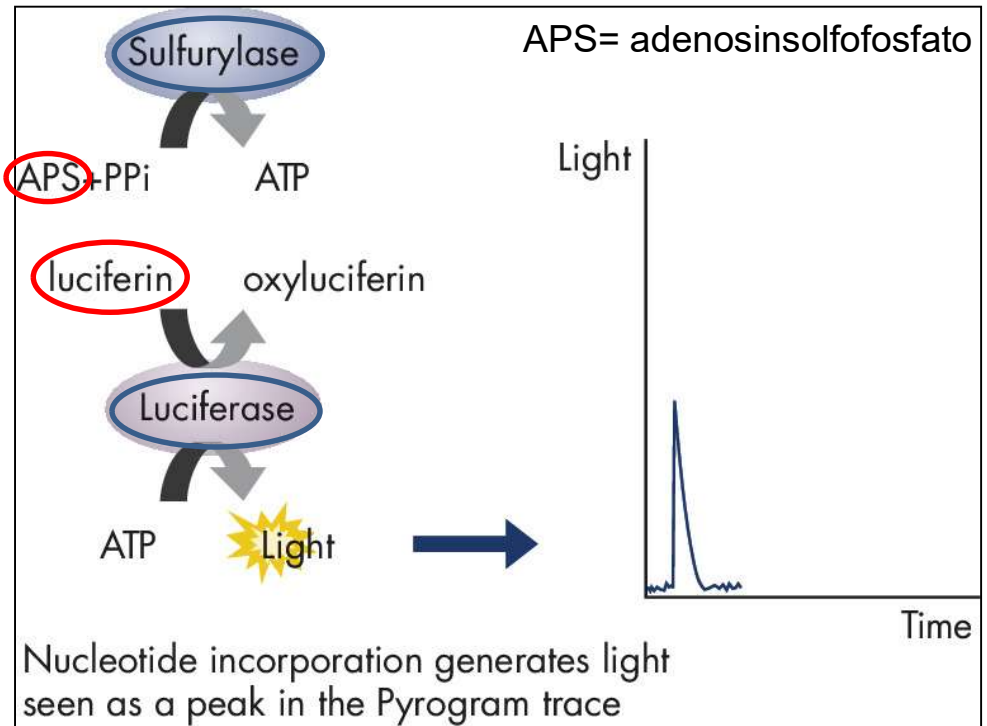 Sulfurylase
APS= adenosinsolfofosfato
APS+PPi
ATP
luciferin
oxyluciferin
Luciferase
ATP
Light
Light
Time
Nucleotide incorporation generates light
seen as a peak in the Pyrogram trace